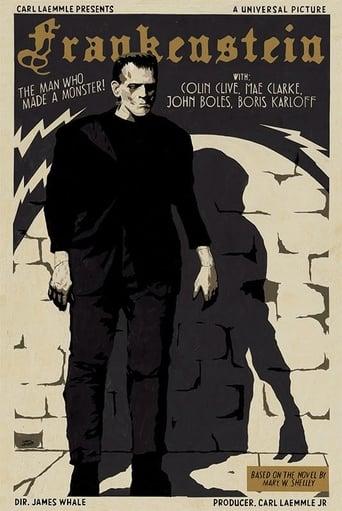 CARL LAEMMLE PRESENTS
A UNIVERSAL PICTURE
Frankenstein
THE MAN WHO
MADE A MONSTER!
WITH:
COLIN CLIVE, MAE CLARKE,
JOHN BOLES, BORIS KARLOFF
BASED ON THE NOVEL BY
MARY W. SHELLEY
DIR. JAMES WHALE
PRODUCER, CARL LAEMMLE JR